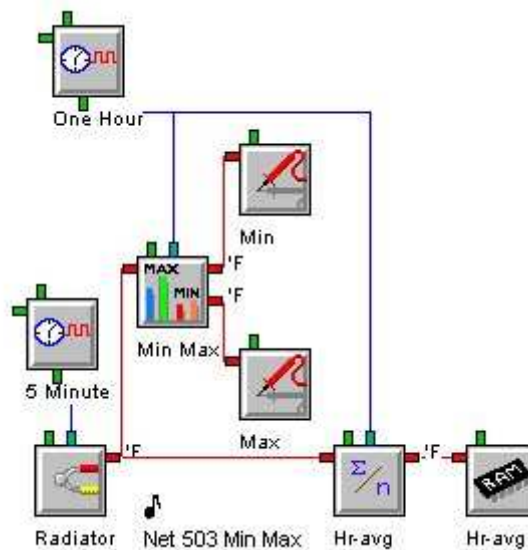 One Hour
Min
MAX
MIN
'F
'F
Min Max
5 Minute
Max
'F
Σ/n
'F
RAM
Radiator
Net 503 Min Max
Hr-avg
Hr-avg